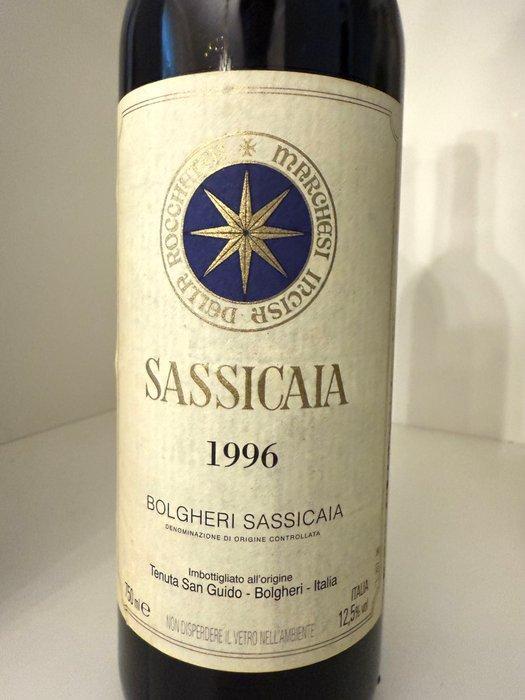 MARCHESI INCISA DELLA ROCCHETTA
SASSICAIA
1996
BOLGHERI SASSICAIA
DENOMINAZIONE DI ORIGINE CONTROLLATA
Imbottigliato all'origine
Tenuta San Guido - Bolgheri - Italia
750 ml e
ITALIA
12,5% vol
NON DISPERDERE IL VETRO NELL'AMBIENTE